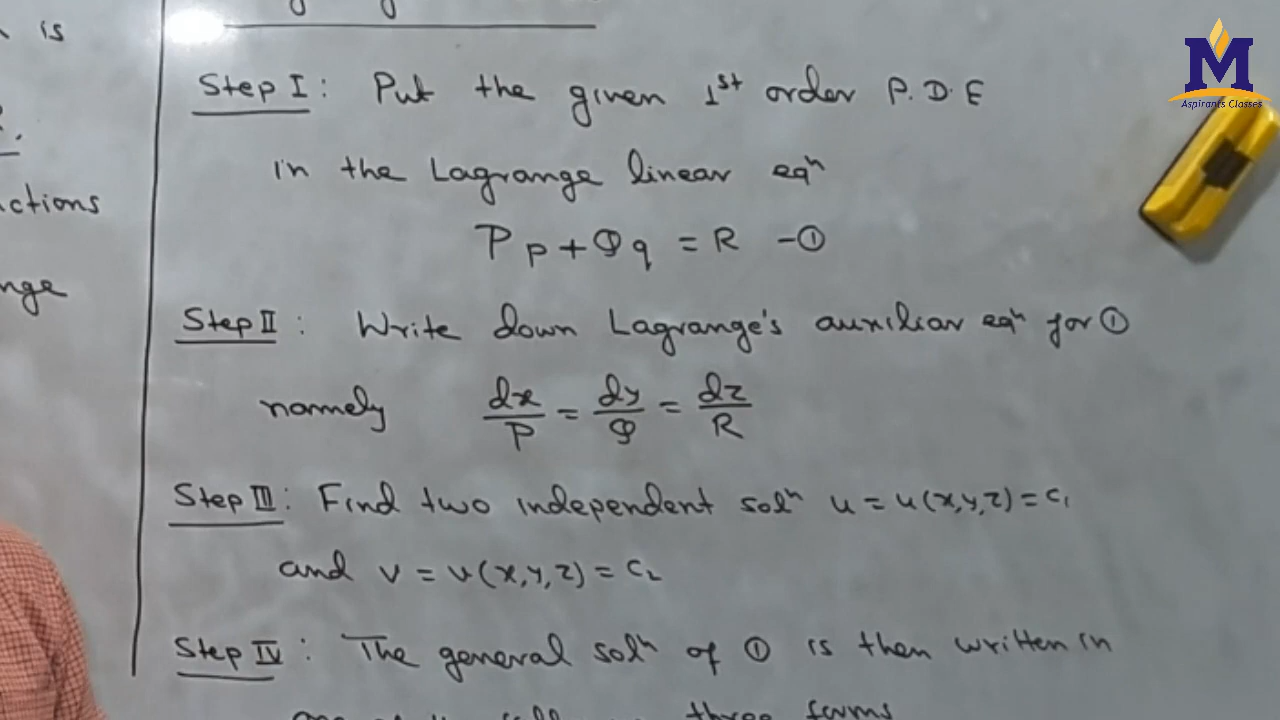 is
ctions
nge
Step I : Put the given 1st order P.D.E
in the Lagrange linear eqn
Pp + Qq = R - ①
Step II : Write down Lagrange's auxiliar eqn for ①
namely dx/P = dy/Q = dz/R
Step III : Find two independent soln u = u(x,y,z) = c₁
and v = v(x,y,z) = c₂
Step IV : The general soln of ① is then written in
three forms
M
Aspirants Classes